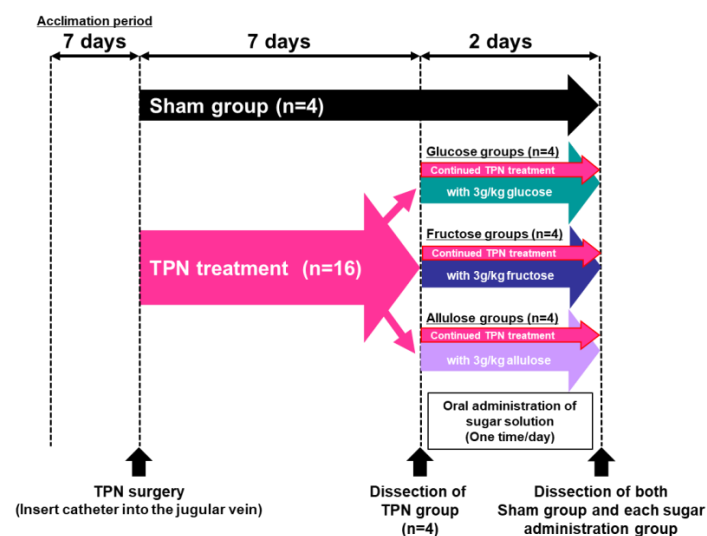 Acclimation period
7 days
7 days
2 days
Sham group (n=4)
Glucose groups (n=4)
Continued TPN treatment
with 3g/kg glucose
TPN treatment (n=16)
Fructose groups (n=4)
Continued TPN treatment
with 3g/kg fructose
Allulose groups (n=4)
Continued TPN treatment
with 3g/kg allulose
Oral administration of
sugar solution
(One time/day)
TPN surgery
(Insert catheter into the jugular vein)
Dissection of
TPN group
(n=4)
Dissection of both
Sham group and each sugar
administration group